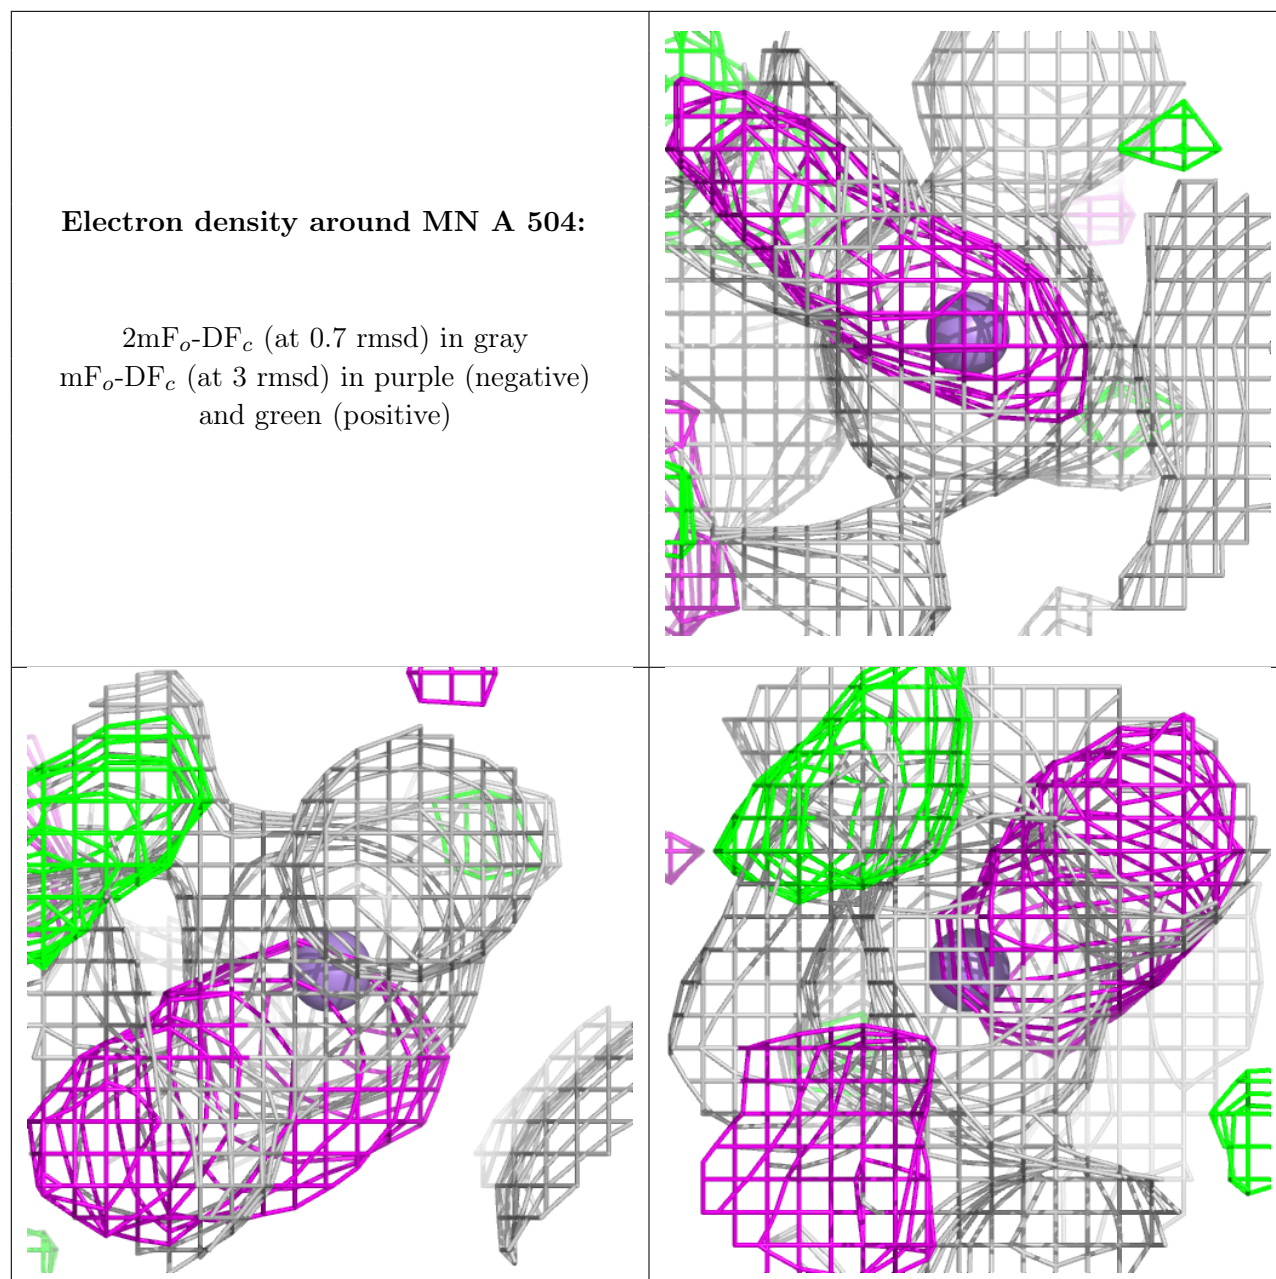 Electron density around MN A 504:
2mFo-DFc (at 0.7 rmsd) in gray
mFo-DFc (at 3 rmsd) in purple (negative)
and green (positive)